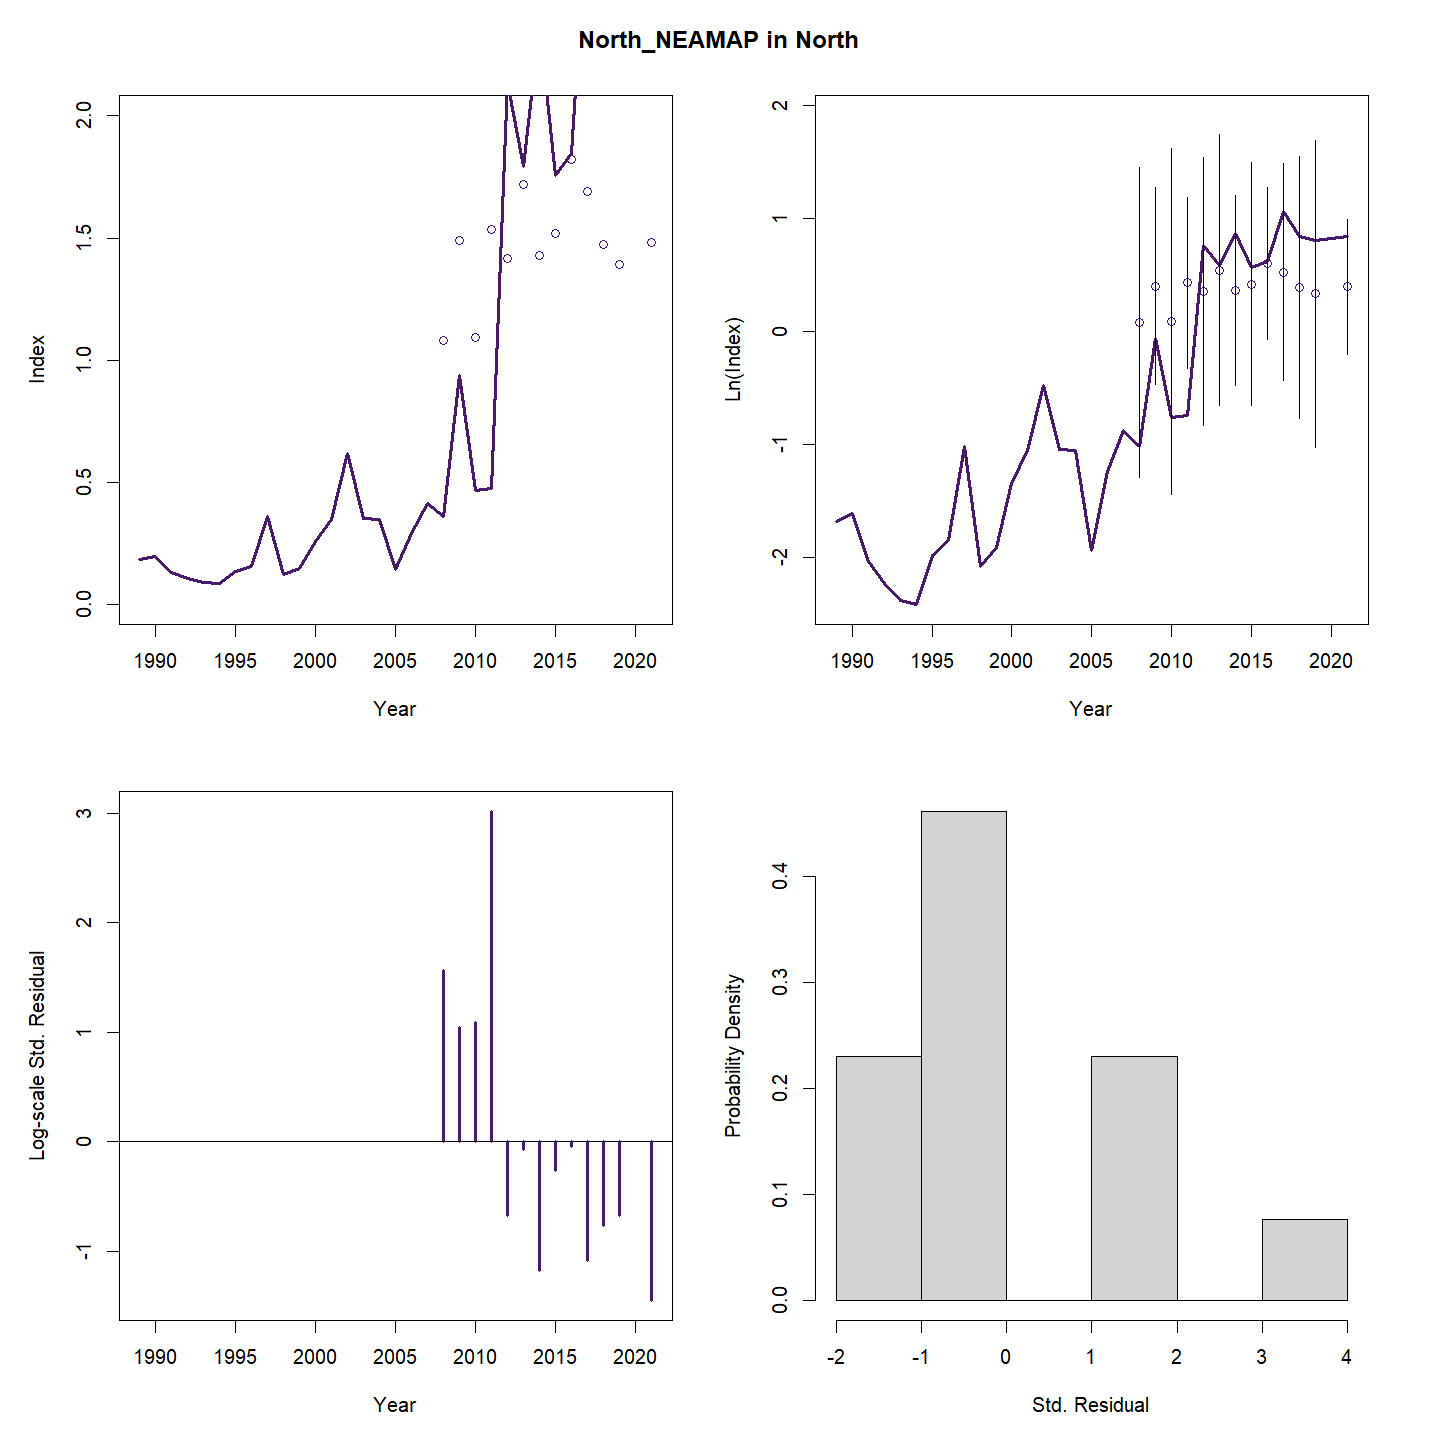 North_NEAMAP in North
Index
0.0 0.5 1.0 1.5 2.0
1990 1995 2000 2005 2010 2015 2020
Year
Ln(Index)
-2 -1 0 1 2
1990 1995 2000 2005 2010 2015 2020
Year
Log-scale Std. Residual
-1 0 1 2 3
1990 1995 2000 2005 2010 2015 2020
Year
Probability Density
0.0 0.1 0.2 0.3 0.4
-2 -1 0 1 2 3 4
Std. Residual